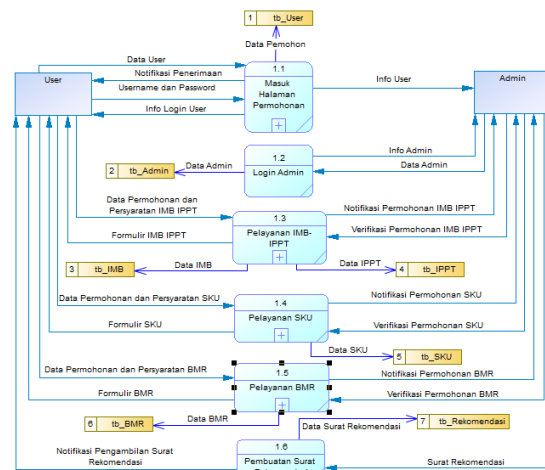 1 tb_User
Data Pemohon
Data User
User
Notifikasi Penerimaan
Username dan Password
Info Login User
1.1
Masuk
Halaman
Permohonan
Info User
Admin
1.2
Login Admin
Info Admin
Data Admin
2 tb_Admin
Data Admin
Data Permohonan dan
Persyaratan IMB IPPT
Formulir IMB IPPT
1.3
Pelayanan IMB-
IPPT
Notifikasi Permohonan IMB IPPT
Verifikasi Permohonan IMB IPPT
3 tb_IMB
Data IMB
Data IPPT
4 tb_IPPT
Data Permohonan dan Persyaratan SKU
Formulir SKU
1.4
Pelayanan SKU
Notifikasi Permohonan SKU
Verifikasi Permohonan SKU
Data SKU
5 tb_SKU
Data Permohonan dan Persyaratan BMR
Formulir BMR
1.5
Pelayanan BMR
Notifikasi Permohonan BMR
Verifikasi Permohonan BMR
6 tb_BMR
Data BMR
Data Surat Rekomendasi
7 tb_Rekomendasi
Notifikasi Pengambilan Surat
Rekomendasi
1.6
Pembuatan Surat
Surat Rekomendasi